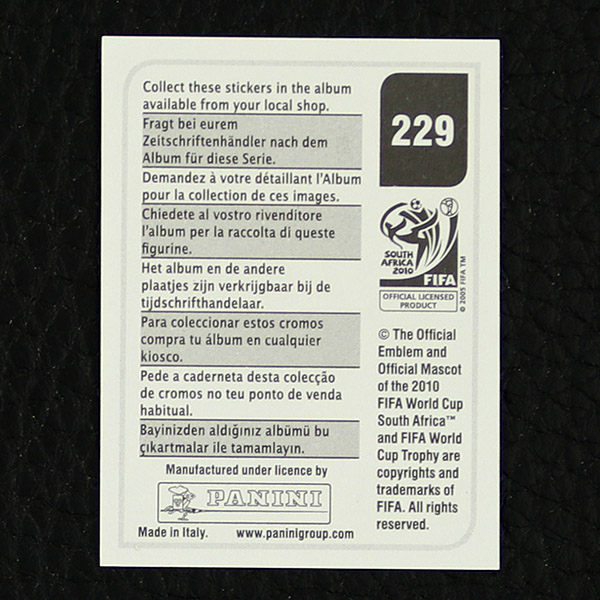 Collect these stickers in the album
available from your local shop.
Fragt bei eurem
Zeitschriftenhändler nach dem
Album für diese Serie.
Demandez à votre détaillant l'Album
pour la collection de ces images.
Chiedete al vostro rivenditore
l'album per la raccolta di queste
figurine.
Het album en de andere
plaatjes zijn verkrijgbaar bij de
tijdschrifthandelaar.
Para coleccionar estos cromos
compra tu álbum en cualquier
kiosco.
Pede a caderneta desta colecção
de cromos no teu ponto de venda
habitual.
Bayinizden aldığınız albümü bu
çıkartmalar ile tamamlayın.
Manufactured under licence by
PANINI
Made in Italy. www.paninigroup.com
229
SOUTH
AFRICA
2010
FIFA
OFFICIAL LICENSED
PRODUCT
© 2005 FIFA TM
© The Official
Emblem and
Official Mascot
of the 2010
FIFA World Cup
South Africa™
and FIFA World
Cup Trophy are
copyrights and
trademarks of
FIFA. All rights
reserved.